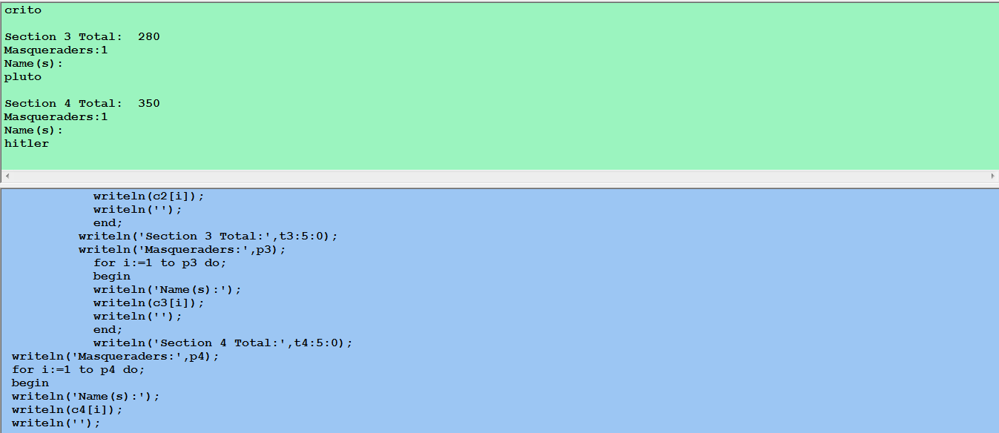 crito
Section 3 Total:  280
Masqueraders:1
Name(s):
pluto
Section 4 Total:  350
Masqueraders:1
Name(s):
hitler
writeln(c2[i]);
writeln('');
end;
writeln('Section 3 Total:',t3:5:0);
writeln('Masqueraders:',p3);
for i:=1 to p3 do;
begin
writeln('Name(s):');
writeln(c3[i]);
writeln('');
end;
writeln('Section 4 Total:',t4:5:0);
writeln('Masqueraders:',p4);
for i:=1 to p4 do;
begin
writeln('Name(s):');
writeln(c4[i]);
writeln('');